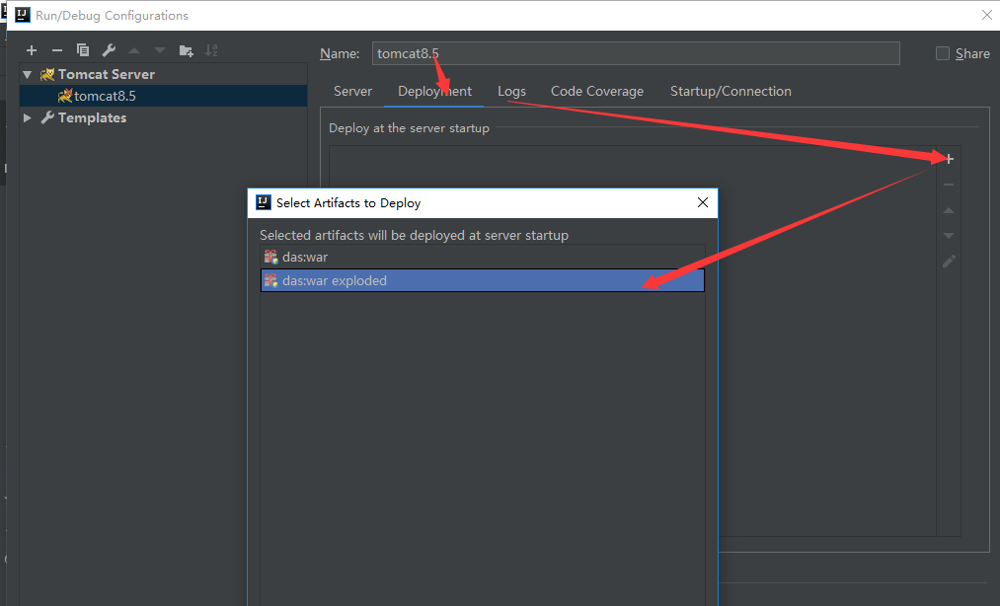 Run/Debug Configurations
Name: tomcat8.5
Share
Tomcat Server
tomcat8.5
Templates
Server Deployment Logs Code Coverage Startup/Connection
Deploy at the server startup
Select Artifacts to Deploy
Selected artifacts will be deployed at server startup
das:war
das:war exploded